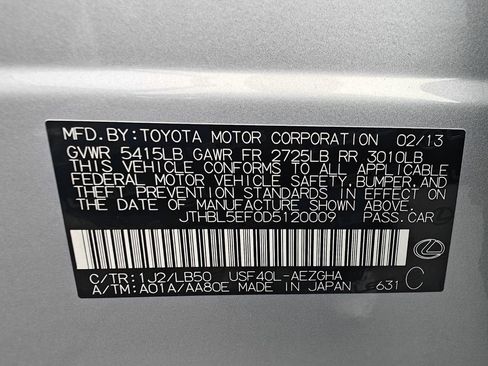 MFD.BY:TOYOTA MOTOR CORPORATION 02/13
GVWR 5415LB GAWR FR 2725LB RR 3010LB
THIS VEHICLE CONFORMS TO ALL APPLICABLE
FEDERAL MOTOR VEHICLE SAFETY,BUMPER,AND
THEFT PREVENTION STANDARDS IN EFFECT ON
THE DATE OF MANUFACTURE SHOWN ABOVE.
JTHBL5EF0D5120009 PASS.CAR
C/TR:1J2/LB50 USF40L-AEZGHA
A/TM:A01A/AA80E MADE IN JAPAN 631 C